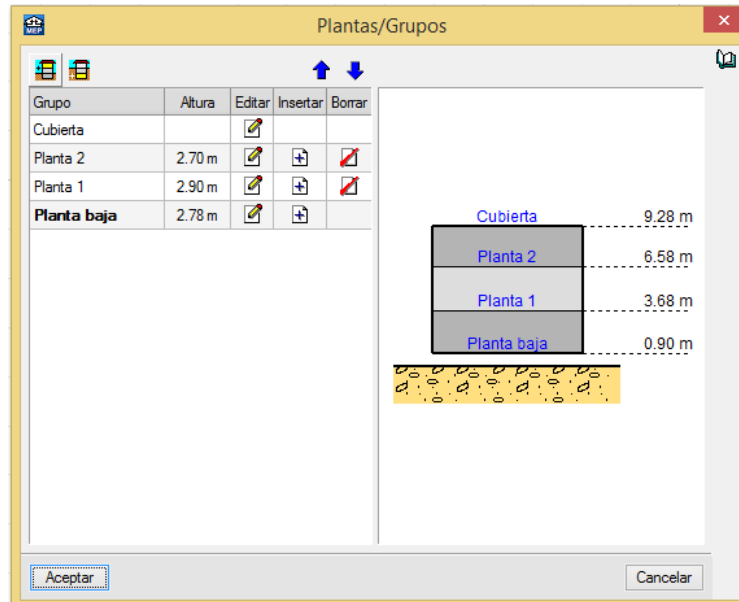 MEP
Plantas/Grupos
Grupo Altura Editar Insertar Borrar
Cubierta
Planta 2 2.70 m
Planta 1 2.90 m
Planta baja 2.78 m
Cubierta 9.28 m
Planta 2 6.58 m
Planta 1 3.68 m
Planta baja 0.90 m
Aceptar Cancelar